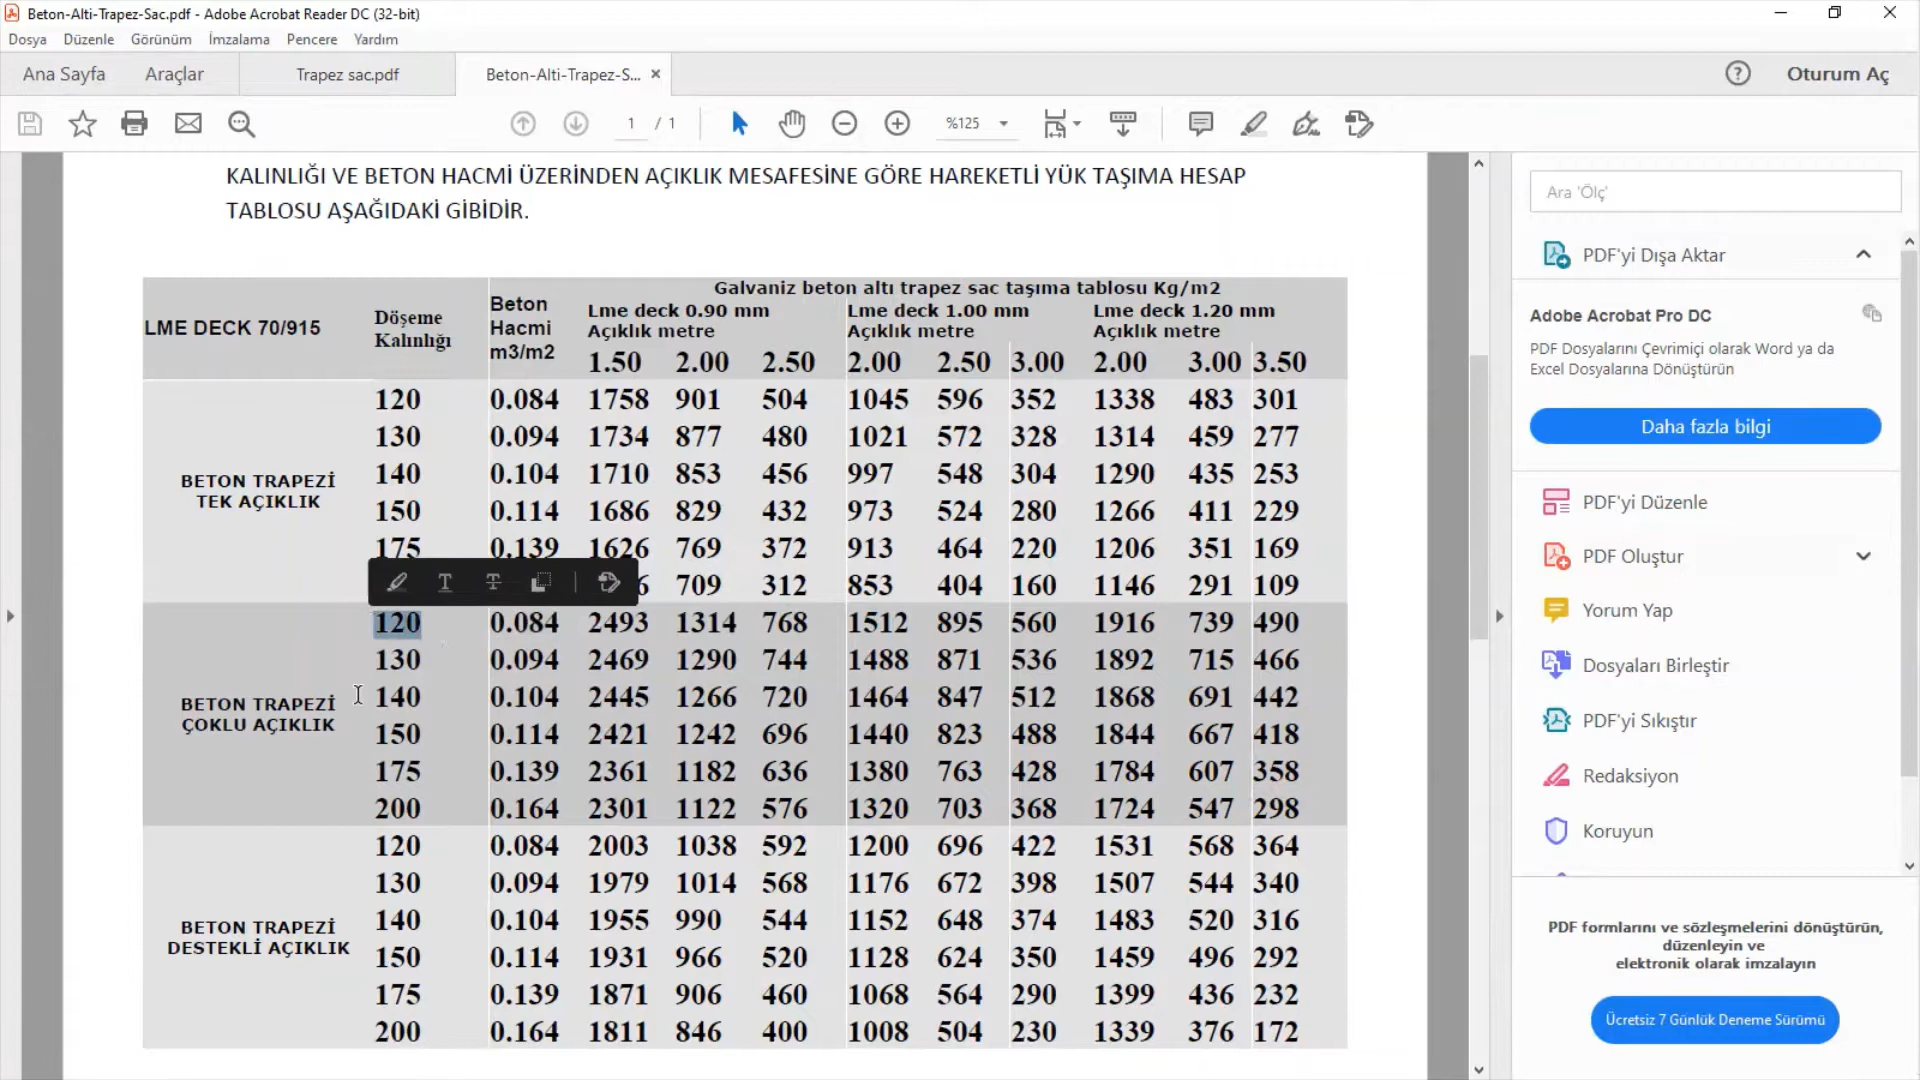 Beton-Alti-Trapez-Sac.pdf - Adobe Acrobat Reader DC (32-bit)
Dosya Düzenle Görünüm İmzalama Pencere Yardım
Ana Sayfa Araçlar Trapez sac.pdf Beton-Alti-Trapez-S... × Oturum Aç
1 / 1 %125
KALINLIĞI VE BETON HACMİ ÜZERİNDEN AÇIKLIK MESAFESİNE GÖRE HAREKETLİ YÜK TAŞIMA HESAP
TABLOSU AŞAĞIDAKİ GİBİDİR.
LME DECK 70/915
Döşeme
Kalınlığı
Beton
Hacmi
m3/m2
Galvaniz beton altı trapez sac taşıma tablosu Kg/m2
Lme deck 0.90 mm Lme deck 1.00 mm Lme deck 1.20 mm
Açıklık metre Açıklık metre Açıklık metre
1.50 2.00 2.50 2.00 2.50 3.00 2.00 3.00 3.50
BETON TRAPEZİ
TEK AÇIKLIK
120 0.084 1758 901 504 1045 596 352 1338 483 301
130 0.094 1734 877 480 1021 572 328 1314 459 277
140 0.104 1710 853 456 997 548 304 1290 435 253
150 0.114 1686 829 432 973 524 280 1266 411 229
175 0.139 1626 769 372 913 464 220 1206 351 169
6 709 312 853 404 160 1146 291 109
BETON TRAPEZİ
ÇOKLU AÇIKLIK
120 0.084 2493 1314 768 1512 895 560 1916 739 490
130 0.094 2469 1290 744 1488 871 536 1892 715 466
140 0.104 2445 1266 720 1464 847 512 1868 691 442
150 0.114 2421 1242 696 1440 823 488 1844 667 418
175 0.139 2361 1182 636 1380 763 428 1784 607 358
200 0.164 2301 1122 576 1320 703 368 1724 547 298
BETON TRAPEZİ
DESTEKLİ AÇIKLIK
120 0.084 2003 1038 592 1200 696 422 1531 568 364
130 0.094 1979 1014 568 1176 672 398 1507 544 340
140 0.104 1955 990 544 1152 648 374 1483 520 316
150 0.114 1931 966 520 1128 624 350 1459 496 292
175 0.139 1871 906 460 1068 564 290 1399 436 232
200 0.164 1811 846 400 1008 504 230 1339 376 172
Ara 'Ölç'
PDF'yi Dışa Aktar
Adobe Acrobat Pro DC
PDF Dosyalarını Çevrimiçi olarak Word ya da
Excel Dosyalarına Dönüştürün
Daha fazla bilgi
PDF'yi Düzenle
PDF Oluştur
Yorum Yap
Dosyaları Birleştir
PDF'yi Sıkıştır
Redaksiyon
Koruyun
PDF formlarını ve sözleşmelerini dönüştürün,
düzenleyin ve
elektronik olarak imzalayın
Ücretsiz 7 Günlük Deneme Sürümü